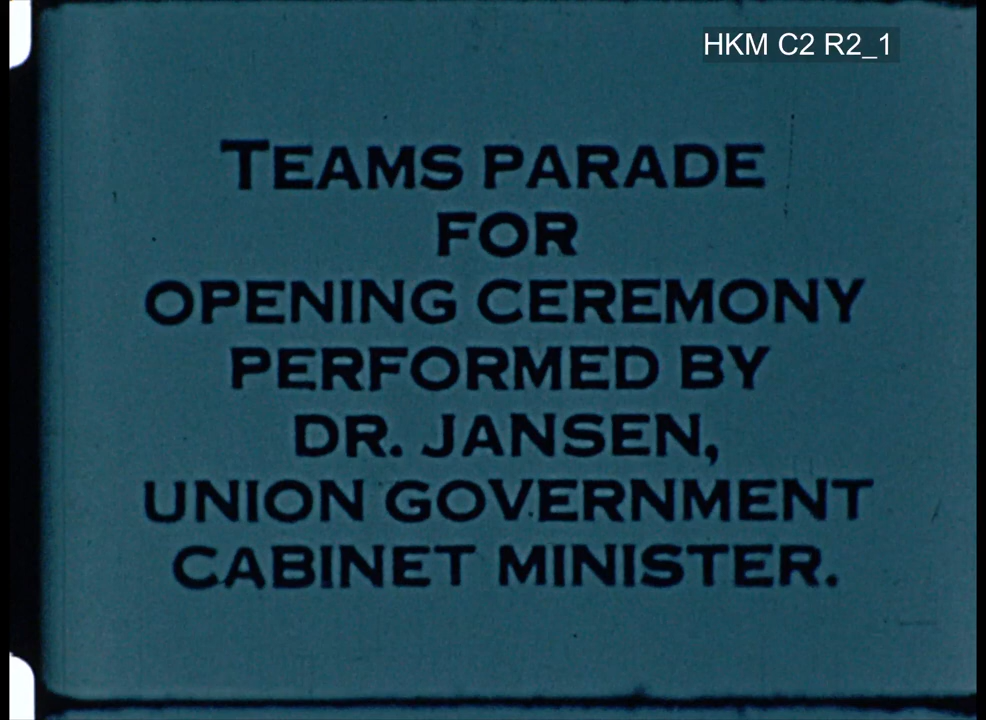 HKM C2 R2_1
TEAMS PARADE
FOR
OPENING CEREMONY
PERFORMED BY
DR. JANSEN,
UNION GOVERNMENT
CABINET MINISTER.